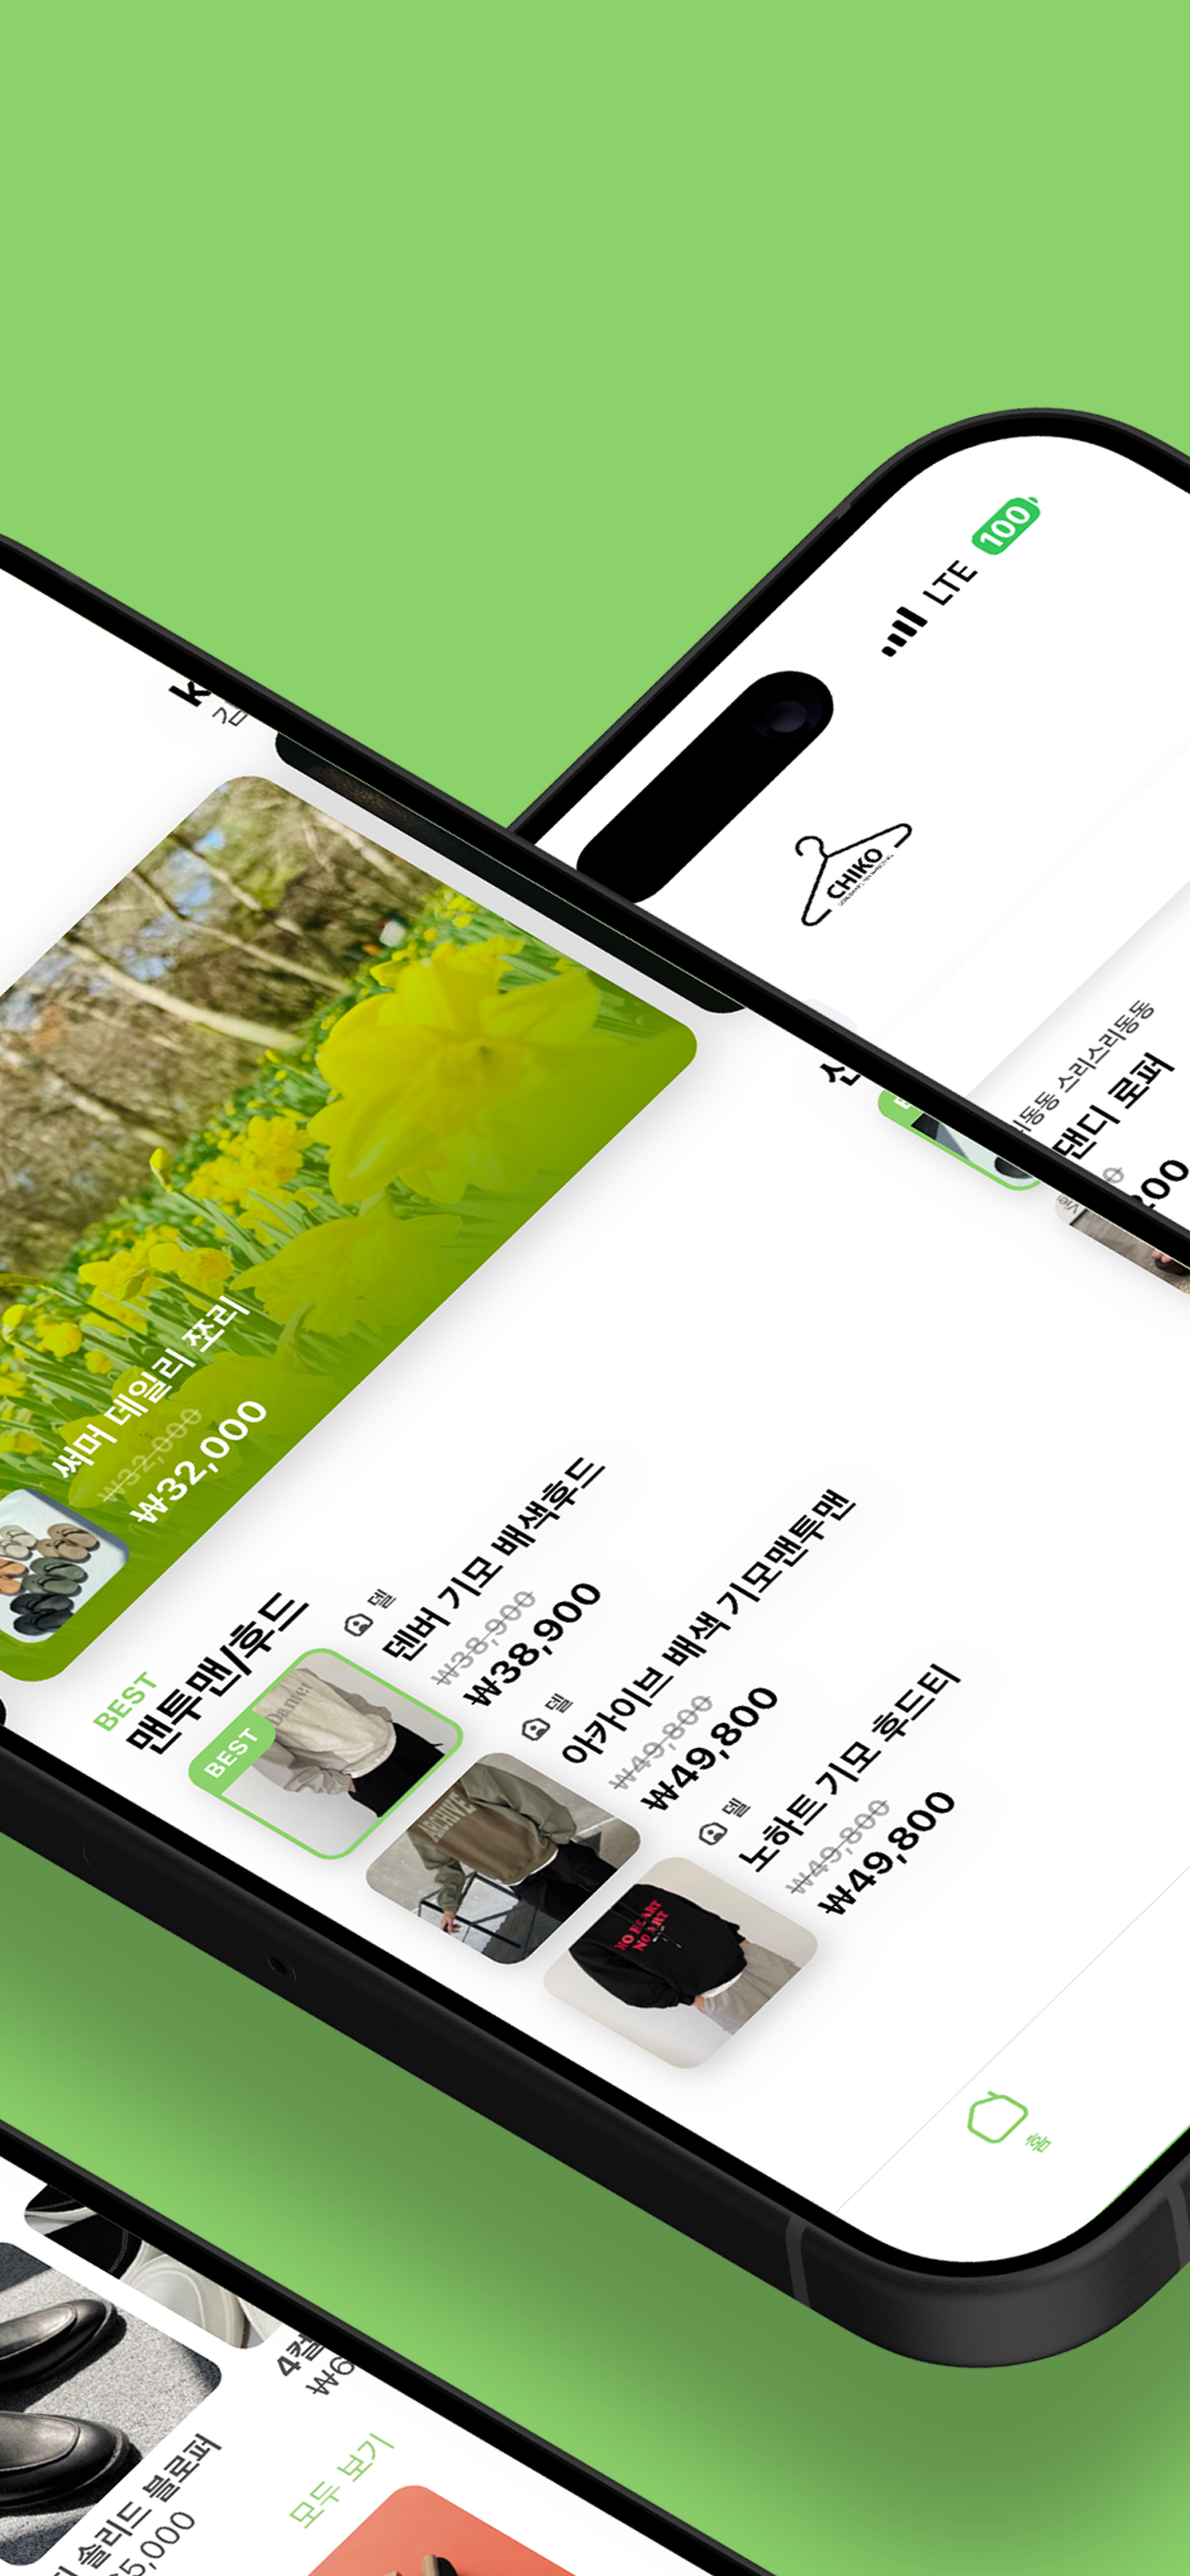 100
LTE
CHIKO
스리스리동동
댄디 로퍼
써머 데일리 쪼리
₩32,000
₩32,000
BEST
맨투맨/후드
BEST
델
덴버 기모 배색후드
₩38,900
₩38,900
델
아카이브 배색 기모맨투맨
₩49,800
₩49,800
ARCHIVE
델
노하트 기모 후드티
₩49,800
₩49,800
홈
솔리드 블로퍼
5,000
모두 보기